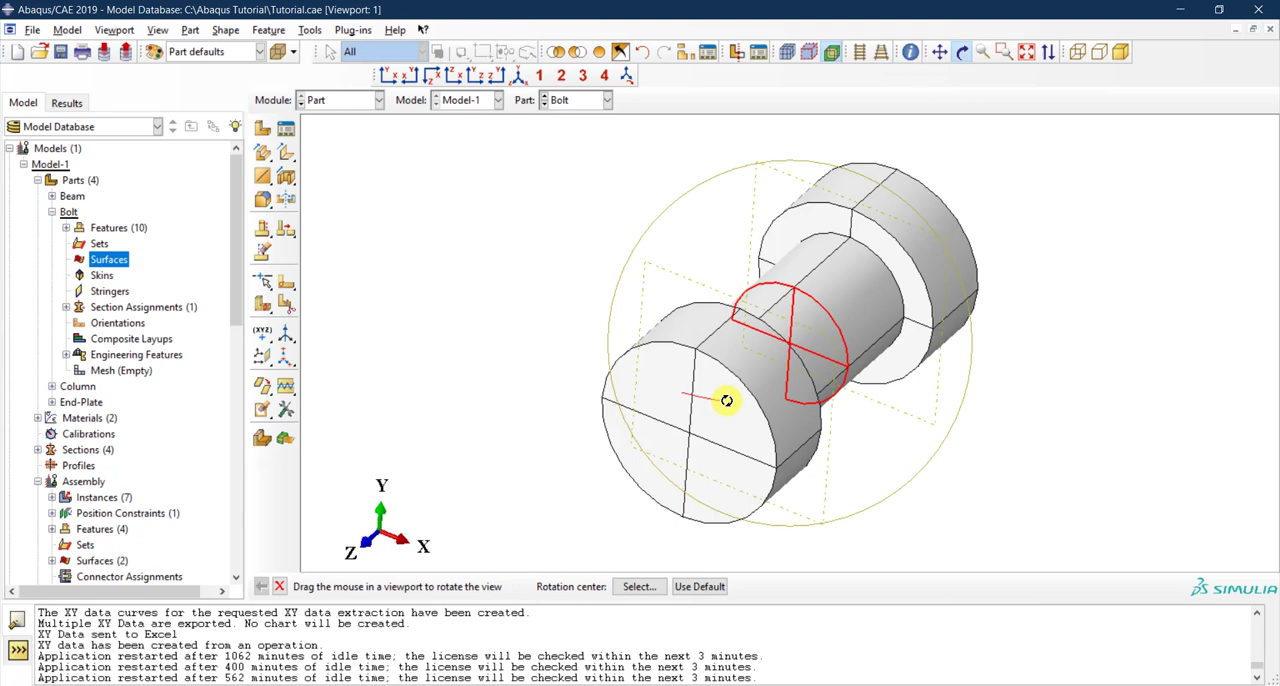 Abaqus/CAE 2019 - Model Database: C:\Abaqus Tutorial\Tutorial.cae [Viewport: 1]
File Model Viewport View Part Shape Feature Tools Plug-ins Help
Part defaults All
1 2 3 4
Model Results Module: Part Model: Model-1 Part: Bolt
Model Database
Models (1)
Model-1
Parts (4)
Beam
Bolt
Features (10)
Sets
Surfaces
Skins
Stringers
Section Assignments (1)
Orientations
Composite Layups
Engineering Features
Mesh (Empty)
Column
End-Plate
Materials (2)
Calibrations
Sections (4)
Profiles
Assembly
Instances (7)
Position Constraints (1)
Features (4)
Sets
Surfaces (2)
Connector Assignments
(XYZ)
Y
Z
X
Drag the mouse in a viewport to rotate the view Rotation center: Select... Use Default
SIMULIA
The XY data curves for the requested XY data extraction have been created.
Multiple XY Data are exported. No chart will be created.
XY Data sent to Excel
XY data has been created from an operation.
Application restarted after 1062 minutes of idle time; the license will be checked within the next 3 minutes.
Application restarted after 400 minutes of idle time; the license will be checked within the next 3 minutes.
Application restarted after 562 minutes of idle time; the license will be checked within the next 3 minutes.
>>>